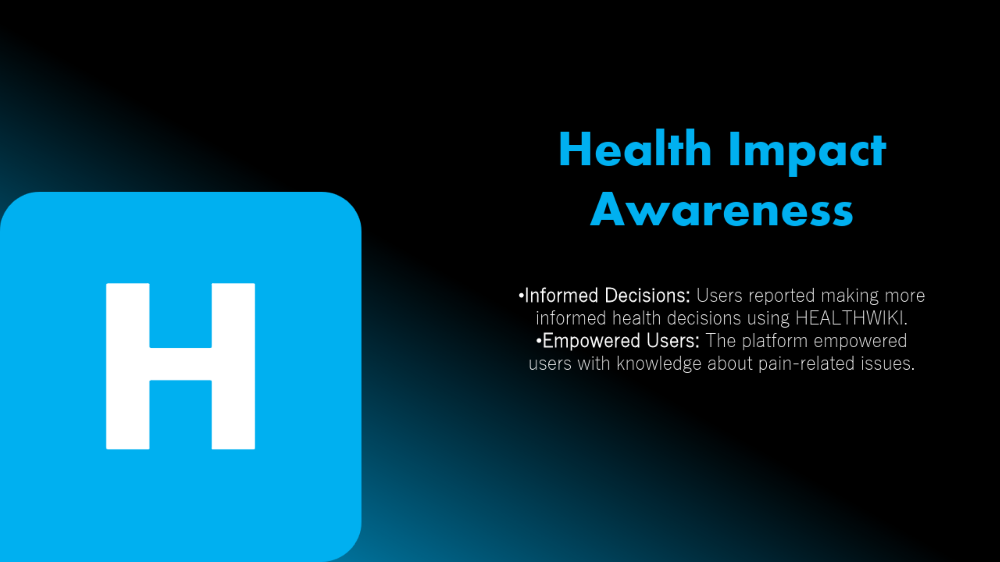 Health Impact
Awareness
H
•Informed Decisions: Users reported making more
informed health decisions using HEALTHWIKI.
•Empowered Users: The platform empowered
users with knowledge about pain-related issues.